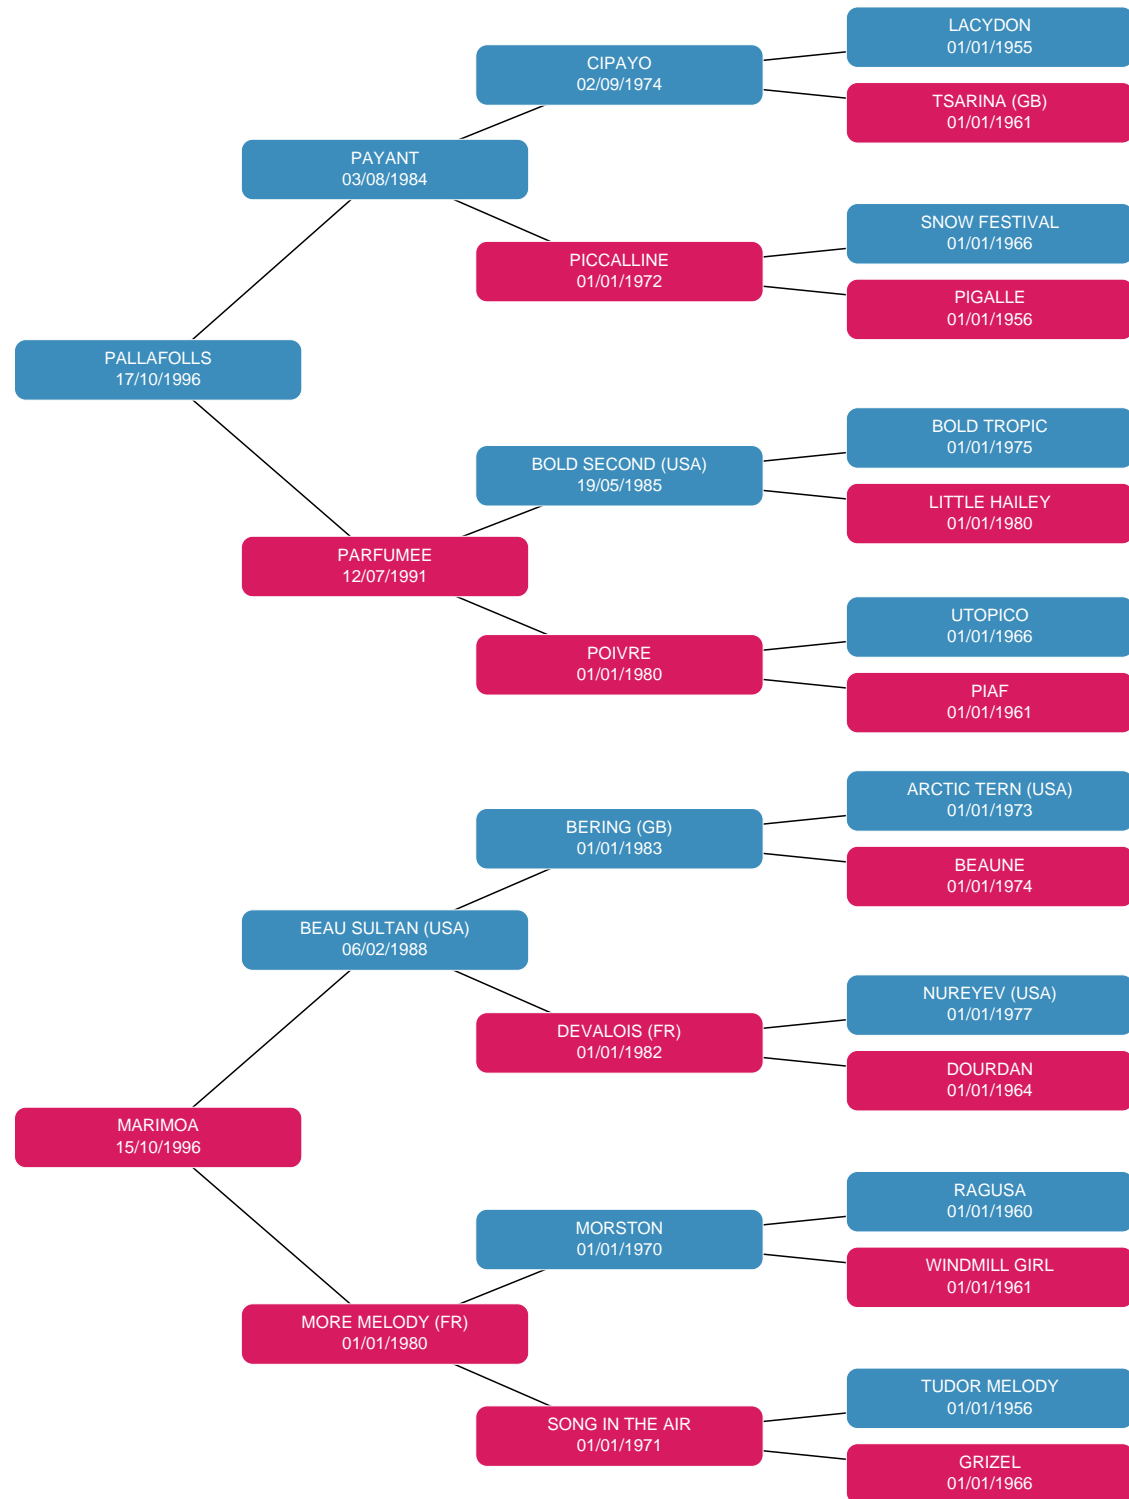 LACYDON
01/01/1955
CIPAYO
02/09/1974
TSARINA (GB)
01/01/1961
PAYANT
03/08/1984
SNOW FESTIVAL
01/01/1966
PICCALLINE
01/01/1972
PIGALLE
01/01/1956
PALLAFOLLS
17/10/1996
BOLD TROPIC
01/01/1975
BOLD SECOND (USA)
19/05/1985
LITTLE HAILEY
01/01/1980
PARFUMEE
12/07/1991
UTOPICO
01/01/1966
POIVRE
01/01/1980
PIAF
01/01/1961
ARCTIC TERN (USA)
01/01/1973
BERING (GB)
01/01/1983
BEAUNE
01/01/1974
BEAU SULTAN (USA)
06/02/1988
NUREYEV (USA)
01/01/1977
DEVALOIS (FR)
01/01/1982
DOURDAN
01/01/1964
MARIMOA
15/10/1996
RAGUSA
01/01/1960
MORSTON
01/01/1970
WINDMILL GIRL
01/01/1961
MORE MELODY (FR)
01/01/1980
TUDOR MELODY
01/01/1956
SONG IN THE AIR
01/01/1971
GRIZEL
01/01/1966